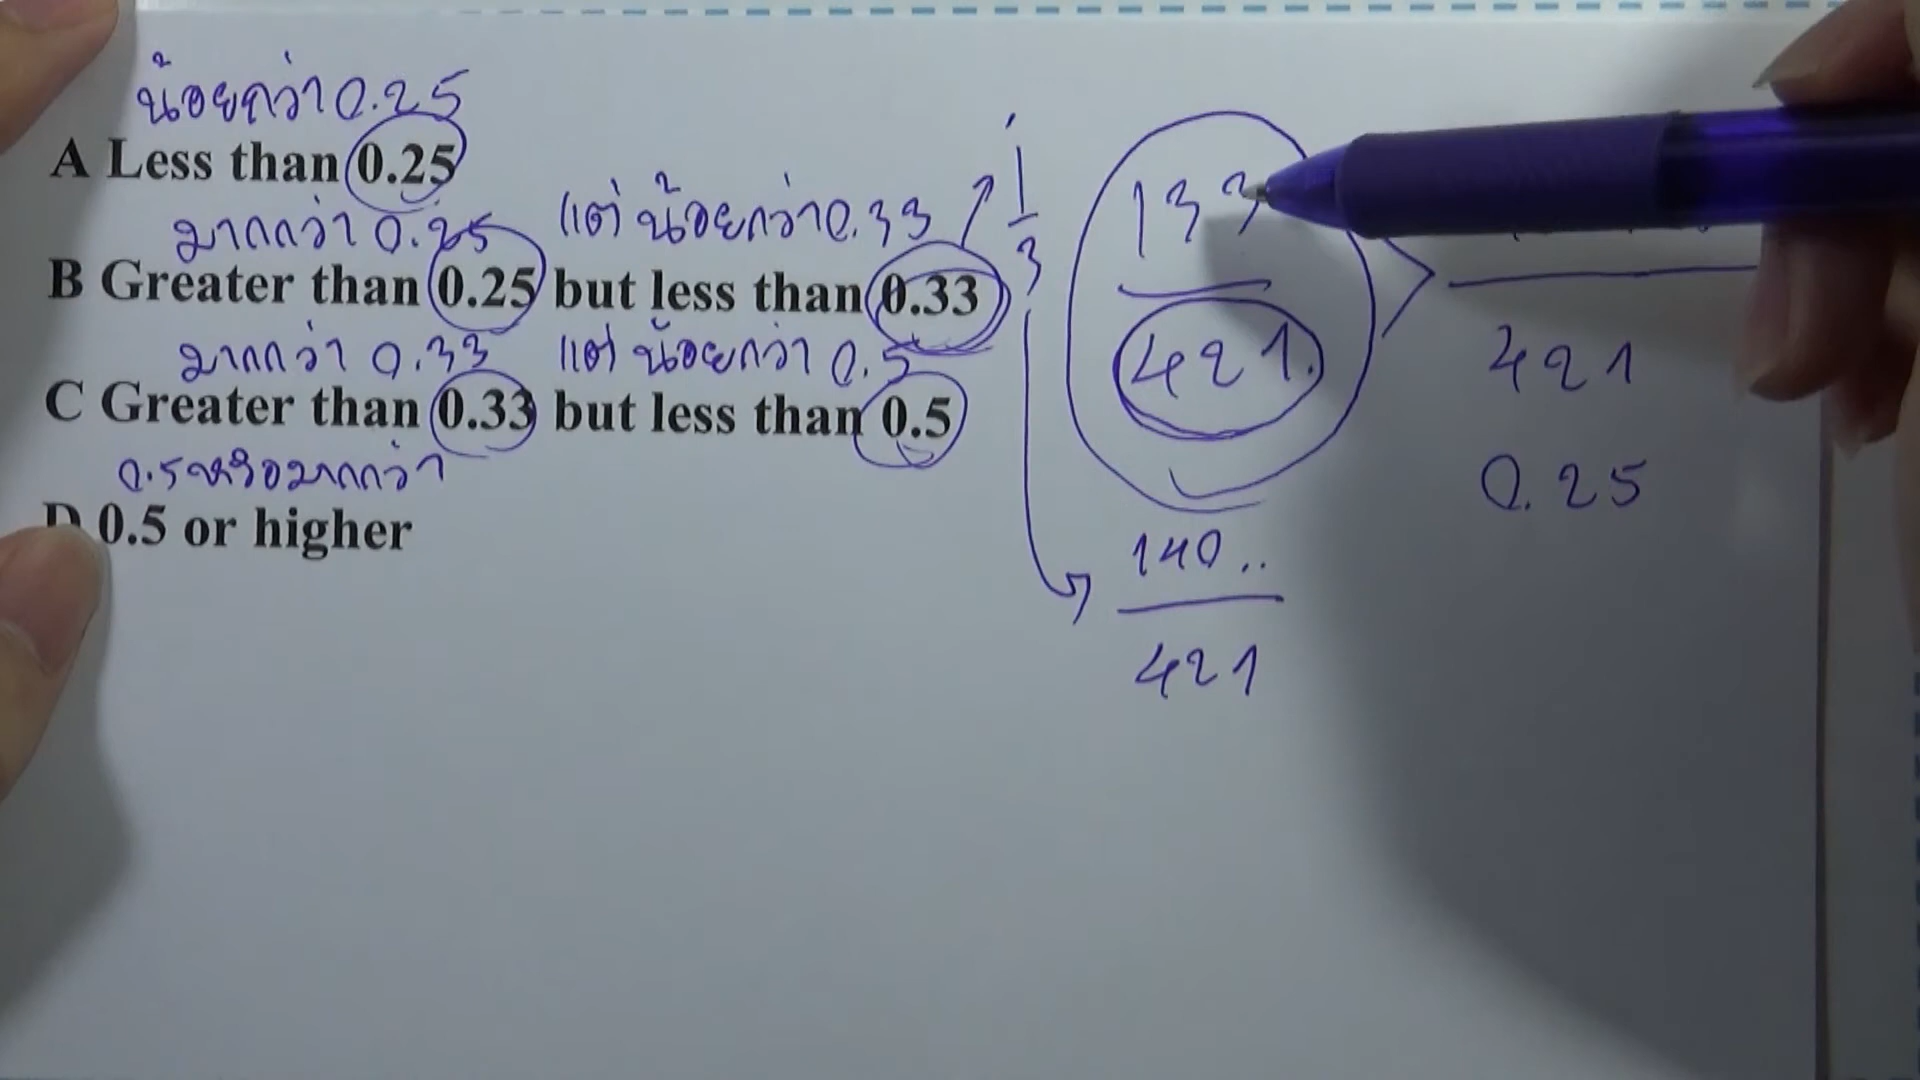 น้อยกว่า 0.25
A Less than 0.25
มากกว่า 0.25 แต่ น้อยกว่า 0.33
B Greater than 0.25 but less than 0.33
มากกว่า 0.33 แต่ น้อยกว่า 0.5
C Greater than 0.33 but less than 0.5
0.5 หรือมากกว่า
D 0.5 or higher
1
3
133
421
140..
421
421
0.25